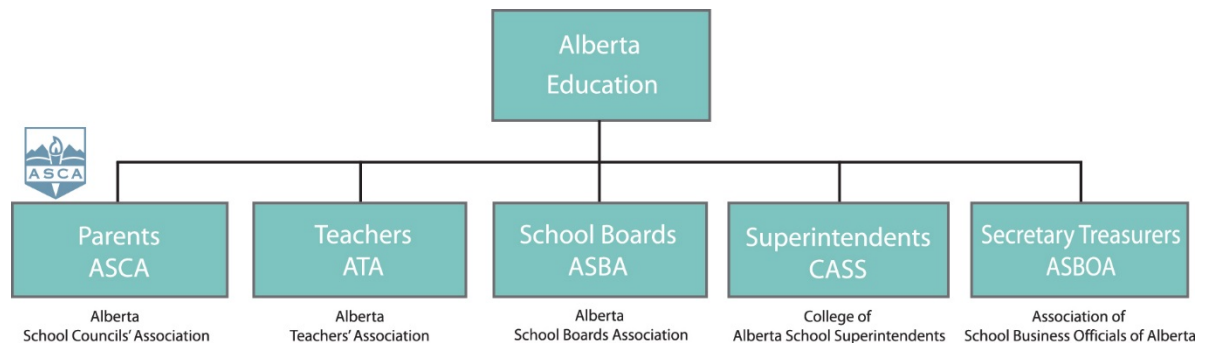 Alberta
Education
ASCA
Parents
ASCA
Teachers
ATA
School Boards
ASBA
Superintendents
CASS
Secretary Treasurers
ASBOA
Alberta
School Councils' Association
Alberta
Teachers' Association
Alberta
School Boards Association
College of
Alberta School Superintendents
Association of
School Business Officials of Alberta